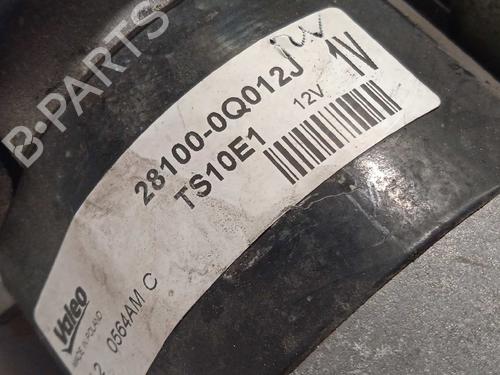 28100-0Q012J 1V
TS10E1 12V
Valeo
MADE IN POLAND
0564AM C
B-PARTS